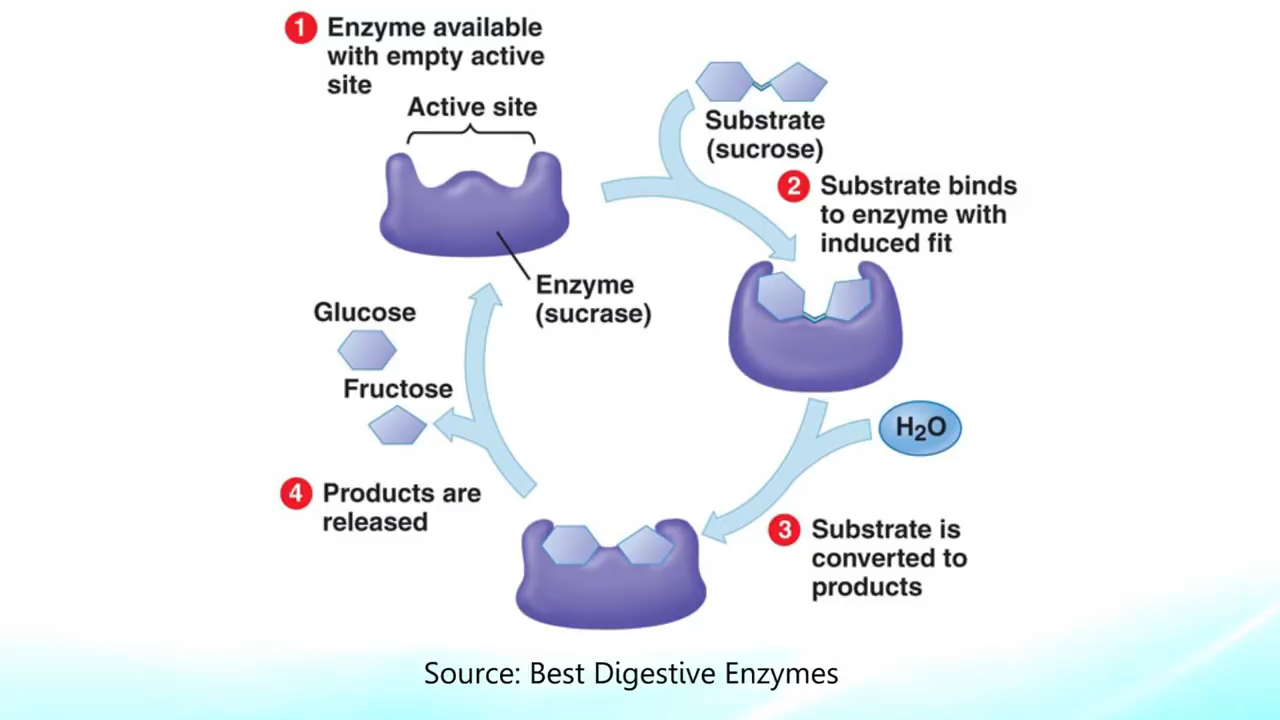 1 Enzyme available
with empty active
site
Active site
Substrate
(sucrose)
2 Substrate binds
to enzyme with
induced fit
Enzyme
(sucrase)
Glucose
Fructose
H₂O
3 Substrate is
converted to
products
4 Products are
released
Source: Best Digestive Enzymes